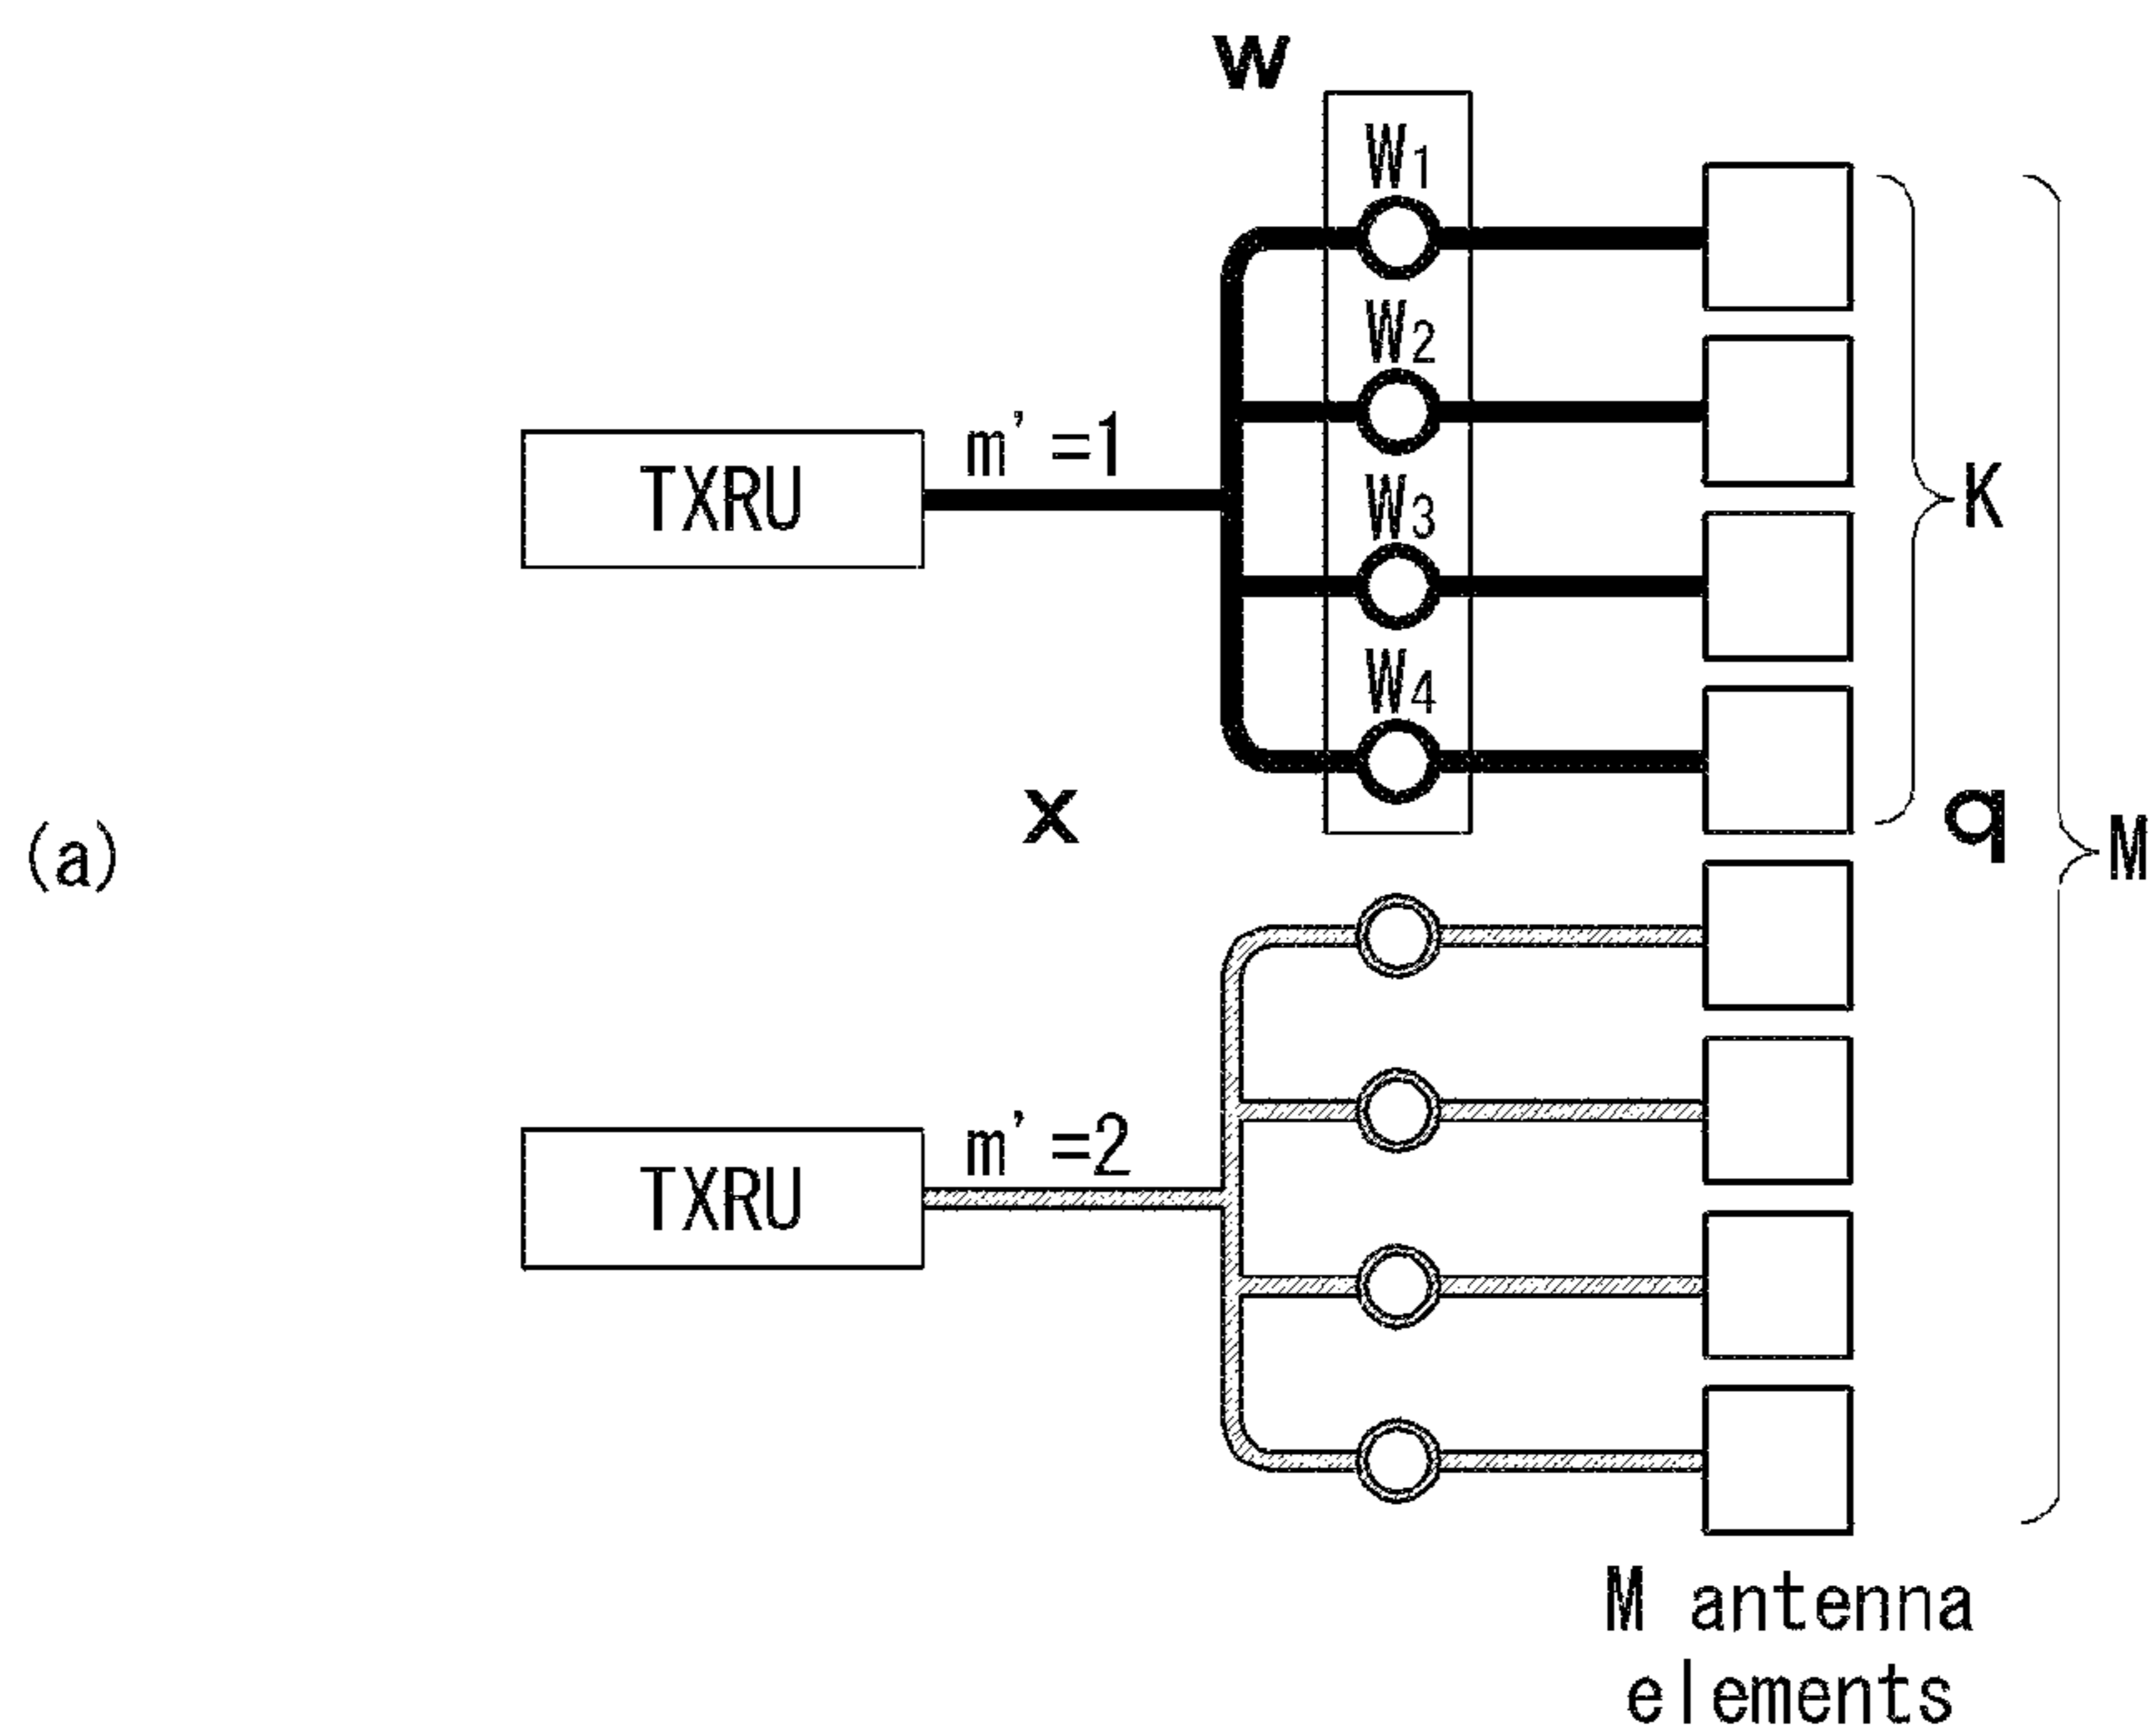 w
W1
W2
TXRU
m'=1
W3
K
W4
x
q
(a)
M
TXRU
m'=2
M antenna
elements